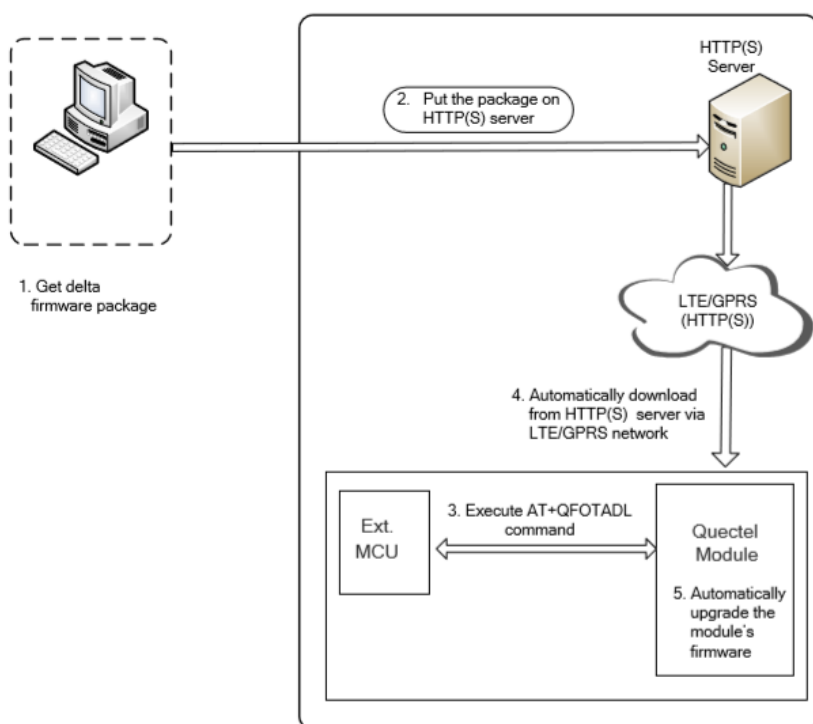 HTTP(S)
Server
2. Put the package on
HTTP(S) server
1. Get delta
firmware package
LTE/GPRS
(HTTP(S))
4. Automatically download
from HTTP(S) server via
LTE/GPRS network
3. Execute AT+QFOTADL
command
Ext.
MCU
Quectel
Module
5. Automatically
upgrade the
module's
firmware